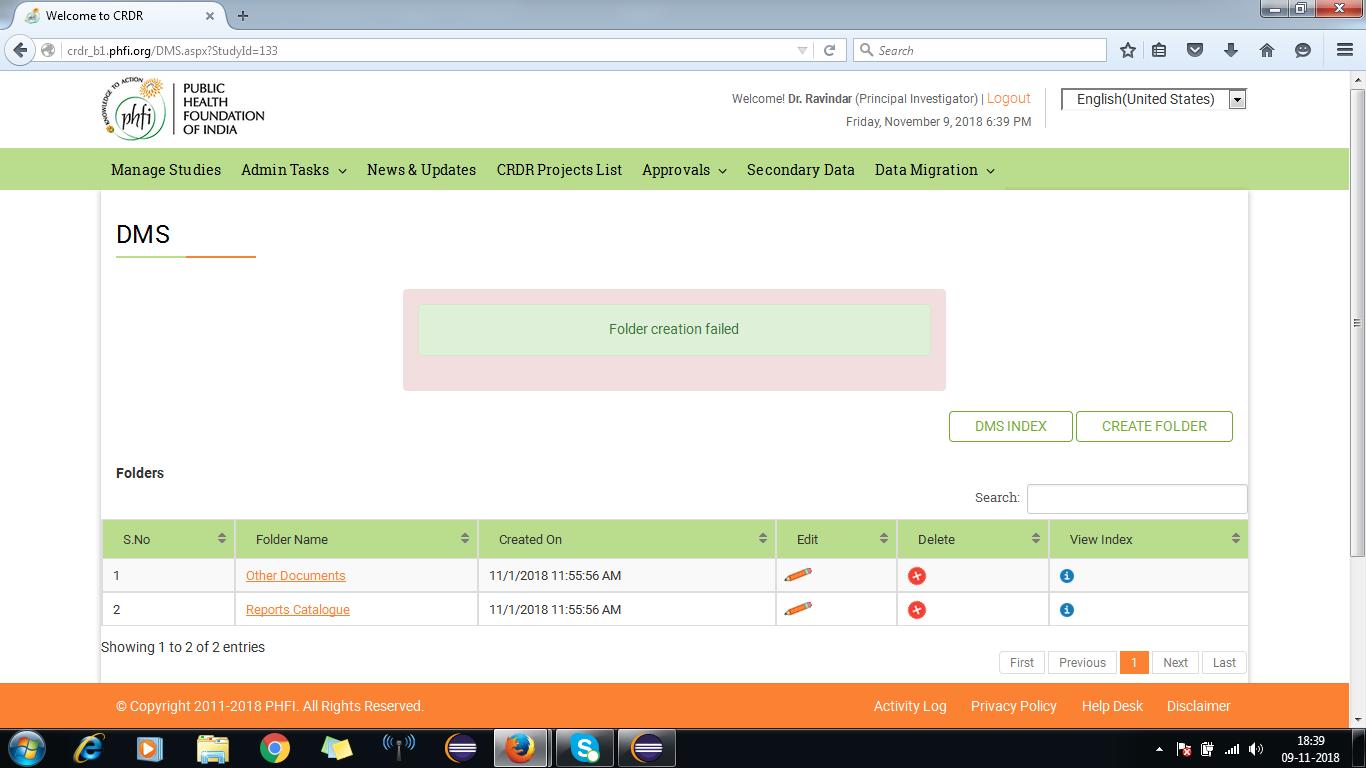 Welcome to CRDR
crdr_b1.phfi.org/DMS.aspx?StudyId=133
Search
KNOWLEDGE TO ACTION
phfi
PUBLIC
HEALTH
FOUNDATION
OF INDIA
Welcome! Dr. Ravindar (Principal Investigator) | Logout
Friday, November 9, 2018 6:39 PM
English(United States)
Manage Studies Admin Tasks News & Updates CRDR Projects List Approvals Secondary Data Data Migration
DMS
Folder creation failed
DMS INDEX CREATE FOLDER
Folders
Search:
S.No Folder Name Created On Edit Delete View Index
1 Other Documents 11/1/2018 11:55:56 AM
2 Reports Catalogue 11/1/2018 11:55:56 AM
Showing 1 to 2 of 2 entries
First Previous 1 Next Last
© Copyright 2011-2018 PHFI. All Rights Reserved. Activity Log Privacy Policy Help Desk Disclaimer
18:39
09-11-2018